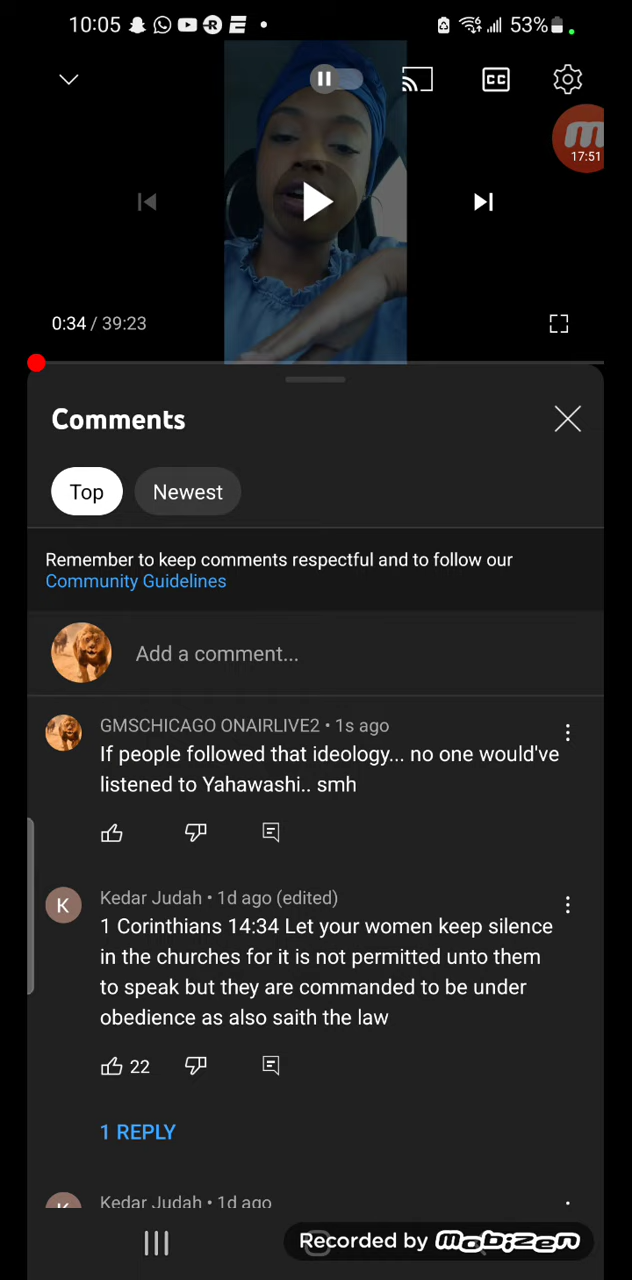 10:05
53%
CC
17:51
0:34 / 39:23
Comments
Top
Newest
Remember to keep comments respectful and to follow our
Community Guidelines
Add a comment...
GMSCHICAGO ONAIRLIVE2 • 1s ago
If people followed that ideology... no one would've
listened to Yahawashi.. smh
K
Kedar Judah • 1d ago (edited)
1 Corinthians 14:34 Let your women keep silence
in the churches for it is not permitted unto them
to speak but they are commanded to be under
obedience as also saith the law
22
1 REPLY
Kedar Judah • 1d ago
Recorded by mobizen